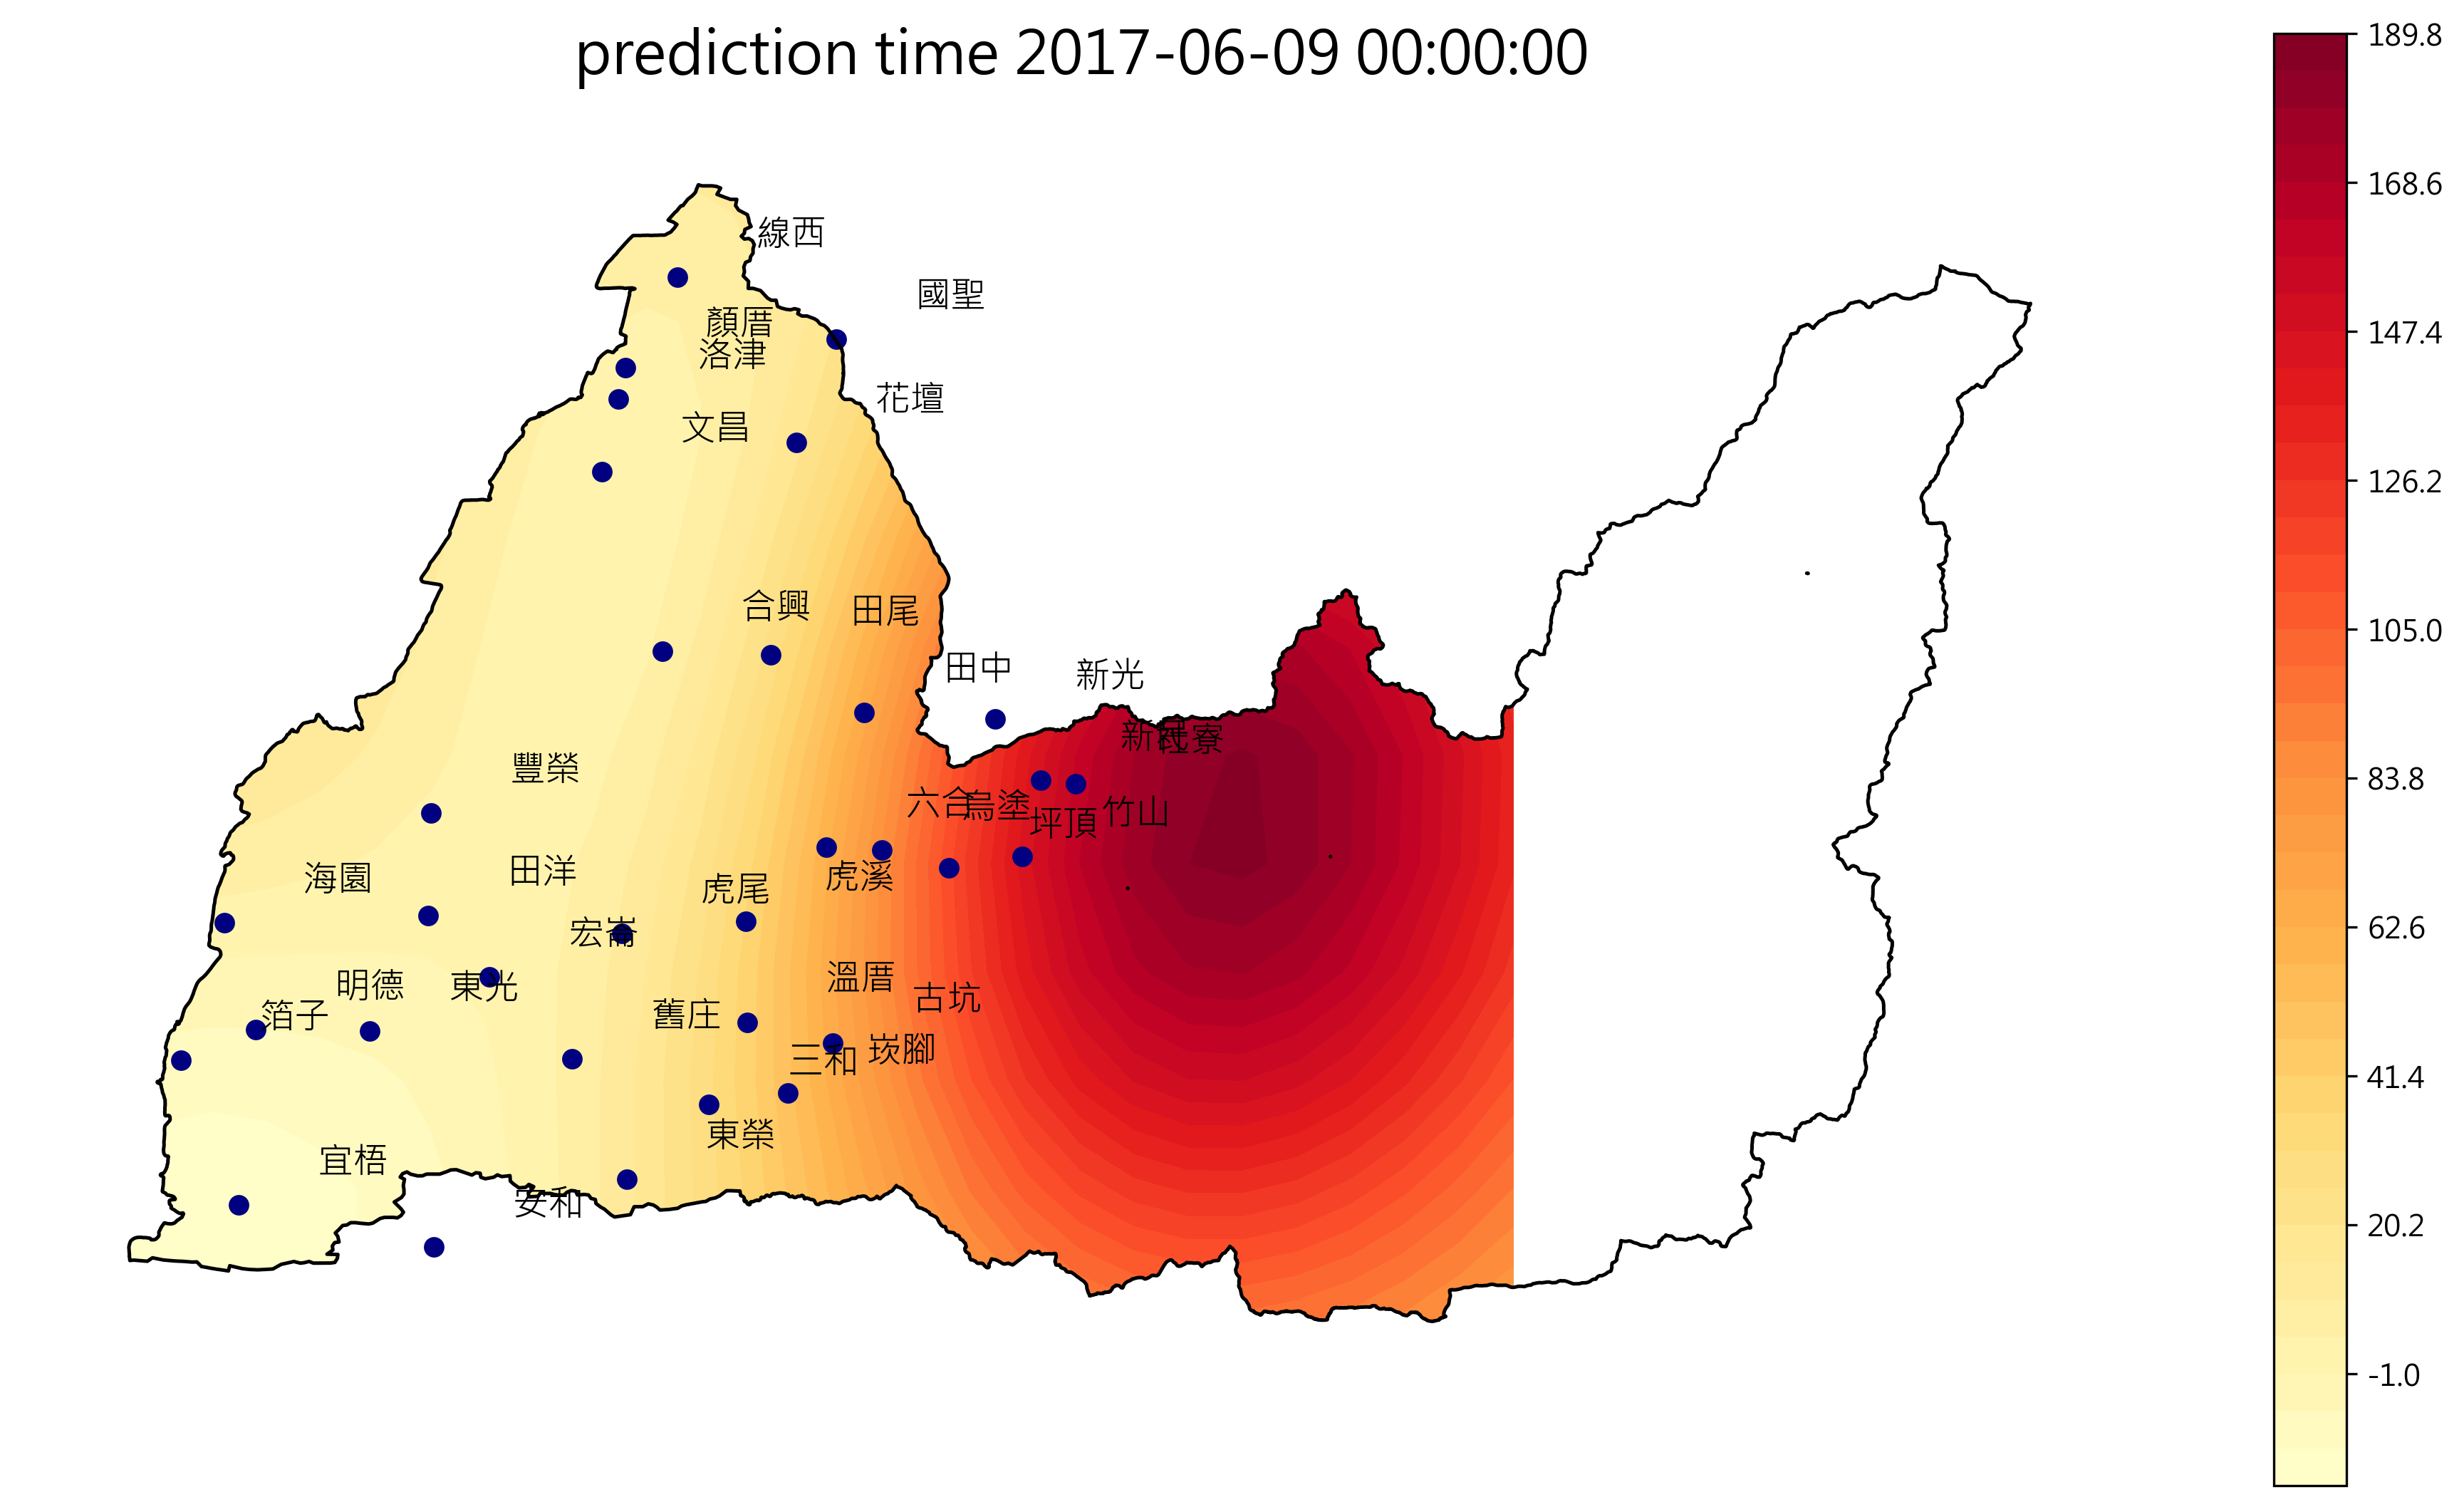 prediction time 2017-06-09 00:00:00
線西
國聖
顏厝
洛津
花壇
文昌
合興
田尾
田中
新光
新民
社寮
豐榮
六合
烏塗
坪頂
竹山
海園
田洋
虎尾
虎溪
宏崙
明德
東光
溫厝
古坑
箔子
舊庄
三和
崁腳
東榮
宜梧
安和
189.8
168.6
147.4
126.2
105.0
83.8
62.6
41.4
20.2
-1.0